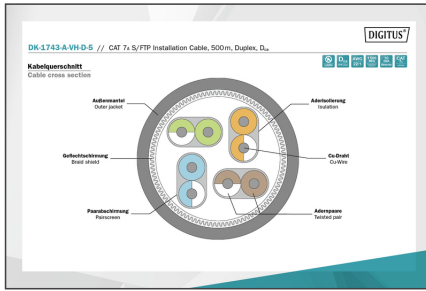 DIGITUS®
DK-1743-A-VH-D-5 // CAT 7A S/FTP Installation Cable, 500 m, Duplex, Dca
Kabelquerschnitt
Cable cross section
Außenmantel
Outer jacket
Aderisolierung
Insulation
Geflechtschirmung
Braid shield
Cu-Draht
Cu-Wire
Paarabschirmung
Pairscreen
Aderpaare
Twisted pair